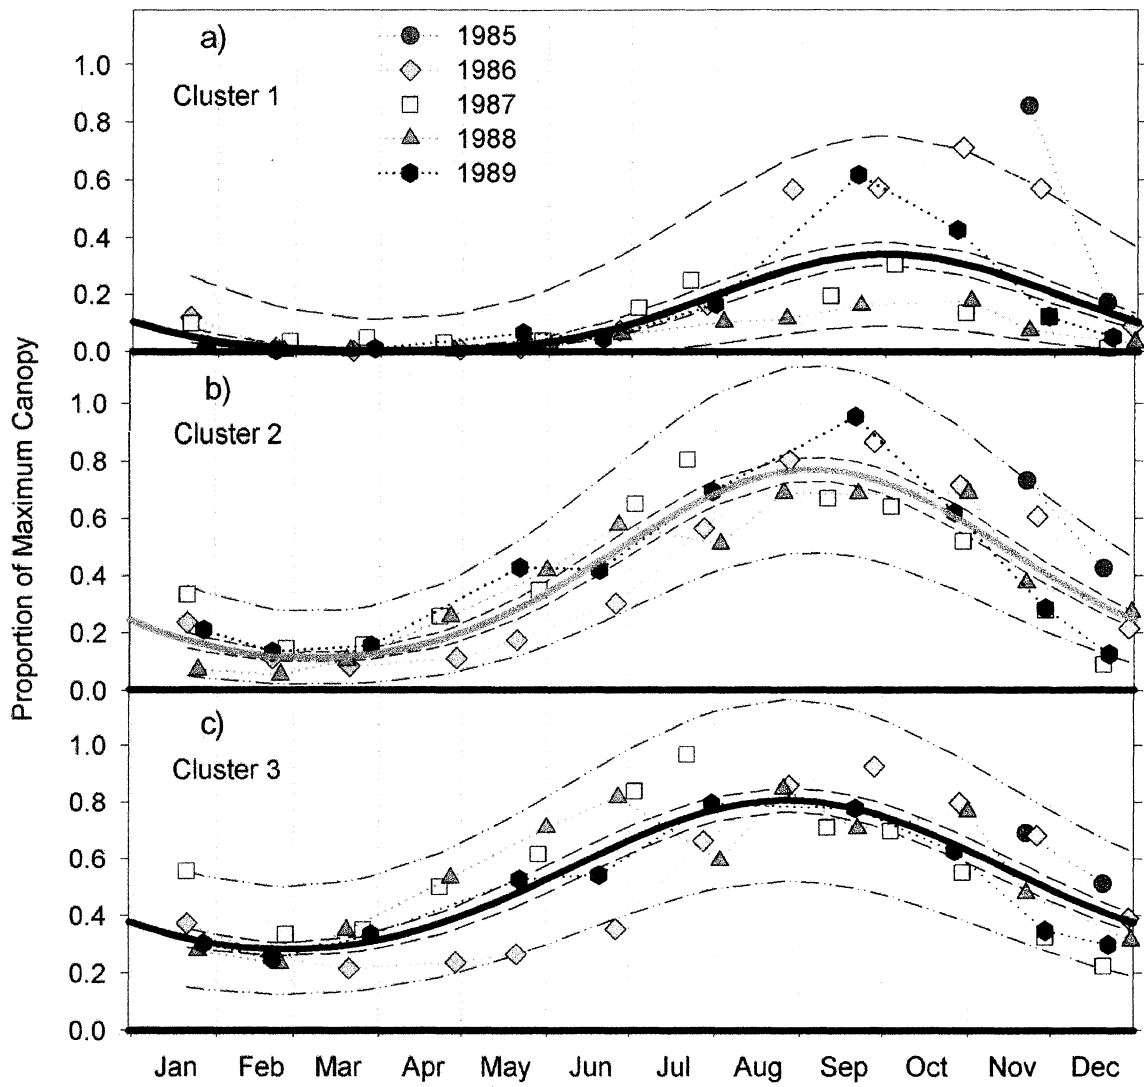 a)
Cluster 1
1985
1986
1987
1988
1989
1.0
0.8
0.6
0.4
0.2
0.0
b)
Cluster 2
1.0
0.8
0.6
0.4
0.2
0.0
c)
Cluster 3
1.0
0.8
0.6
0.4
0.2
0.0
Proportion of Maximum Canopy
Jan Feb Mar Apr May Jun Jul Aug Sep Oct Nov Dec